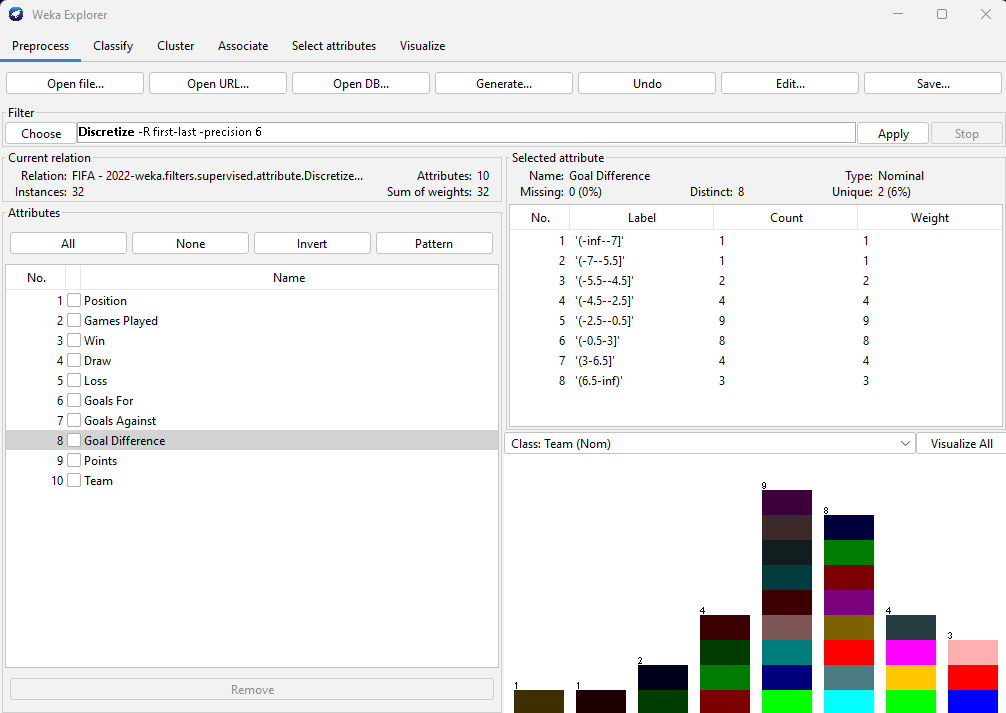 Weka Explorer
Preprocess Classify Cluster Associate Select attributes Visualize
Open file... Open URL... Open DB... Generate... Undo Edit... Save...
Filter
Choose Discretize -R first-last -precision 6 Apply Stop
Current relation
Relation: FIFA - 2022-weka.filters.supervised.attribute.Discretize... Attributes: 10
Instances: 32 Sum of weights: 32
Attributes
All None Invert Pattern
No. Name
1 Position
2 Games Played
3 Win
4 Draw
5 Loss
6 Goals For
7 Goals Against
8 Goal Difference
9 Points
10 Team
Remove
Selected attribute
Name: Goal Difference Type: Nominal
Missing: 0 (0%) Distinct: 8 Unique: 2 (6%)
No. Label Count Weight
1 '(-inf--7]' 1 1
2 '(-7--5.5]' 1 1
3 '(-5.5--4.5]' 2 2
4 '(-4.5--2.5]' 4 4
5 '(-2.5--0.5]' 9 9
6 '(-0.5-3]' 8 8
7 '(3-6.5]' 4 4
8 '(6.5-inf)' 3 3
Class: Team (Nom) Visualize All
1 1 2 4 9 8 4 3